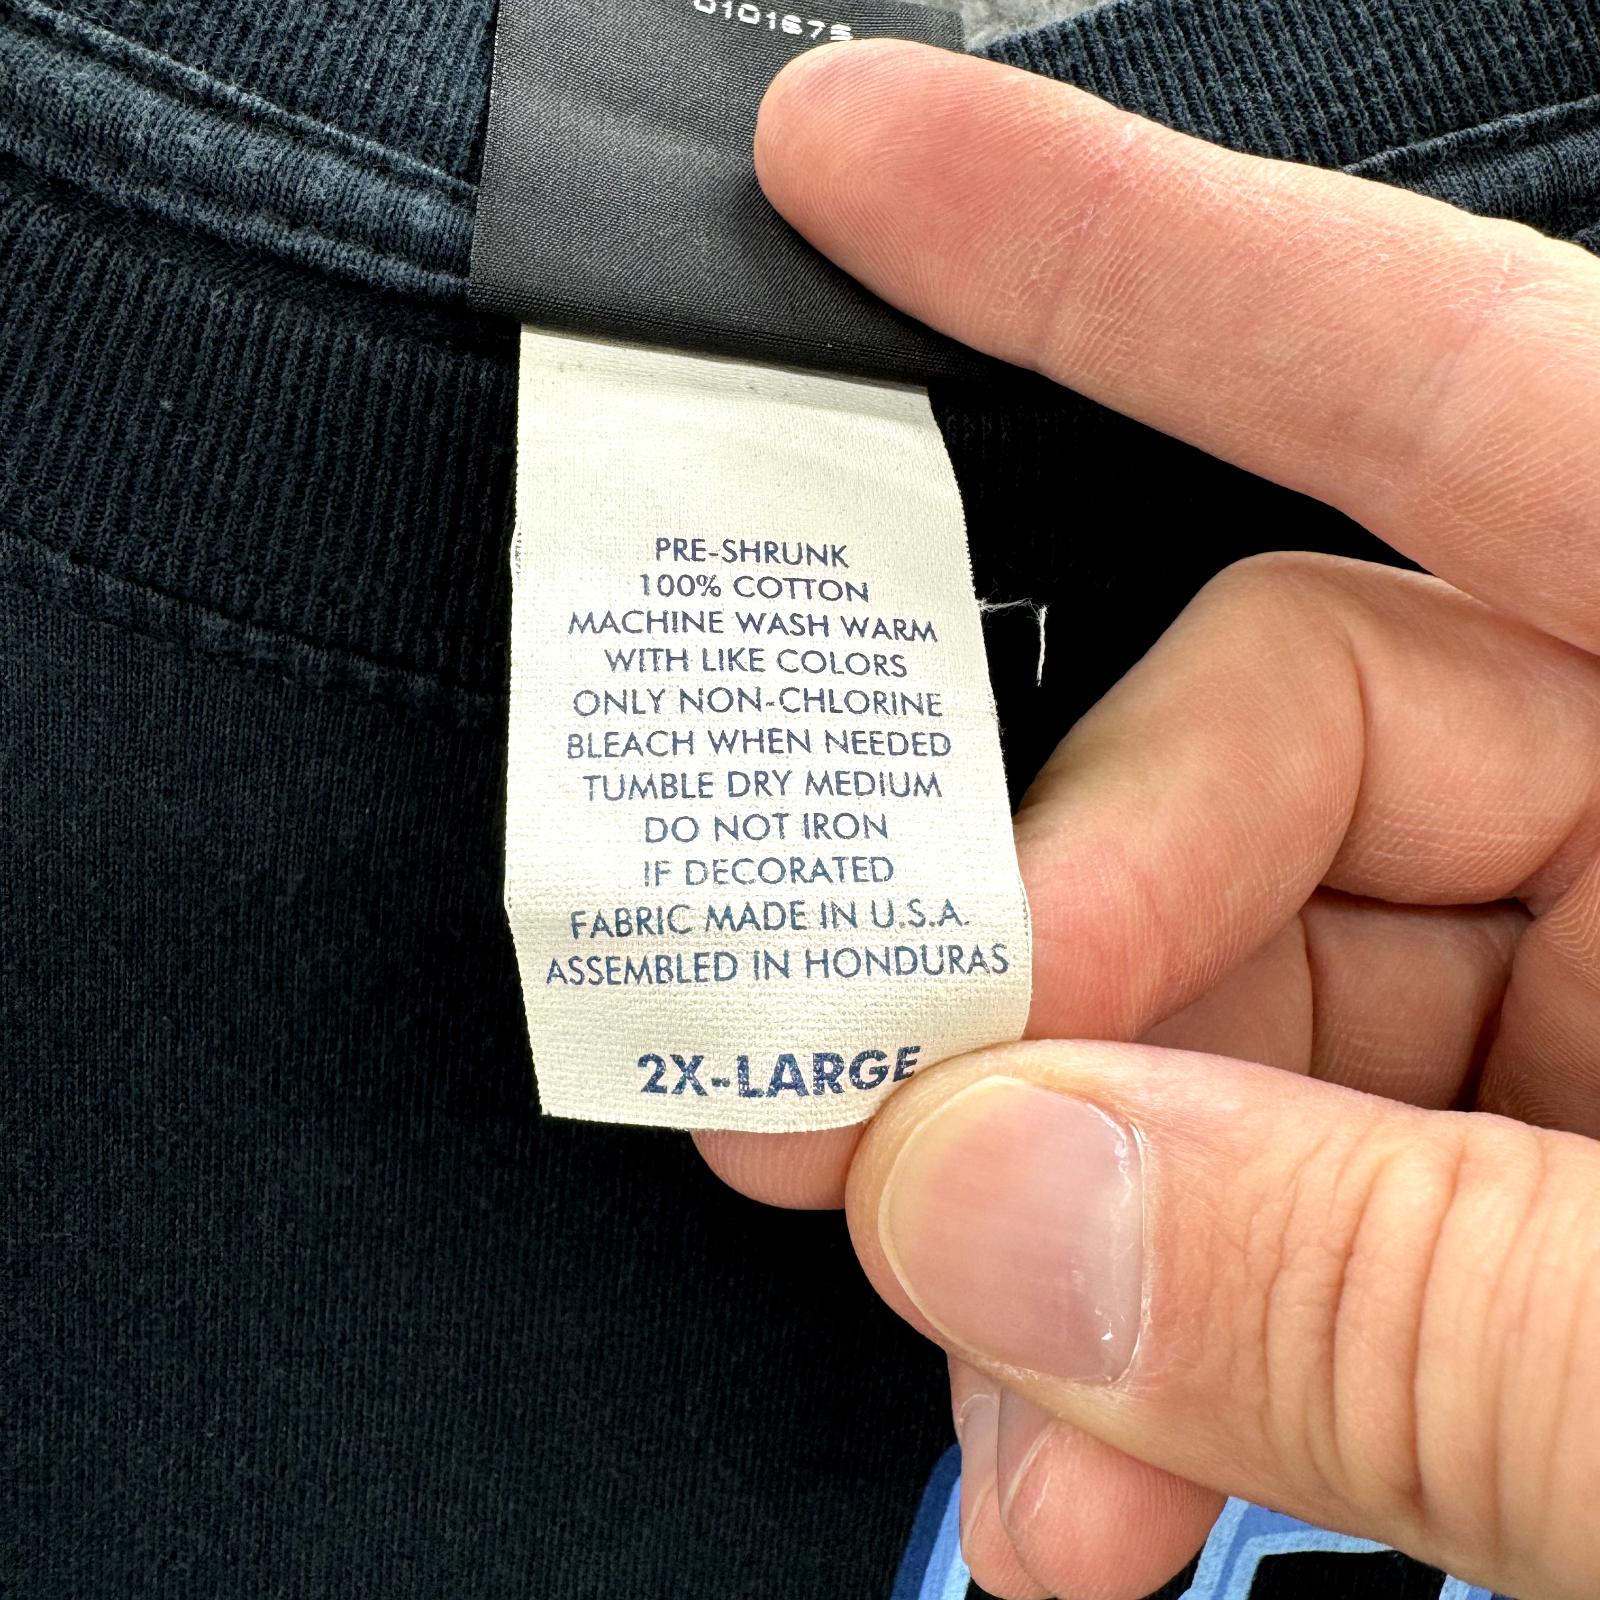 0101675
PRE-SHRUNK
100% COTTON
MACHINE WASH WARM
WITH LIKE COLORS
ONLY NON-CHLORINE
BLEACH WHEN NEEDED
TUMBLE DRY MEDIUM
DO NOT IRON
IF DECORATED
FABRIC MADE IN U.S.A.
ASSEMBLED IN HONDURAS
2X-LARGE